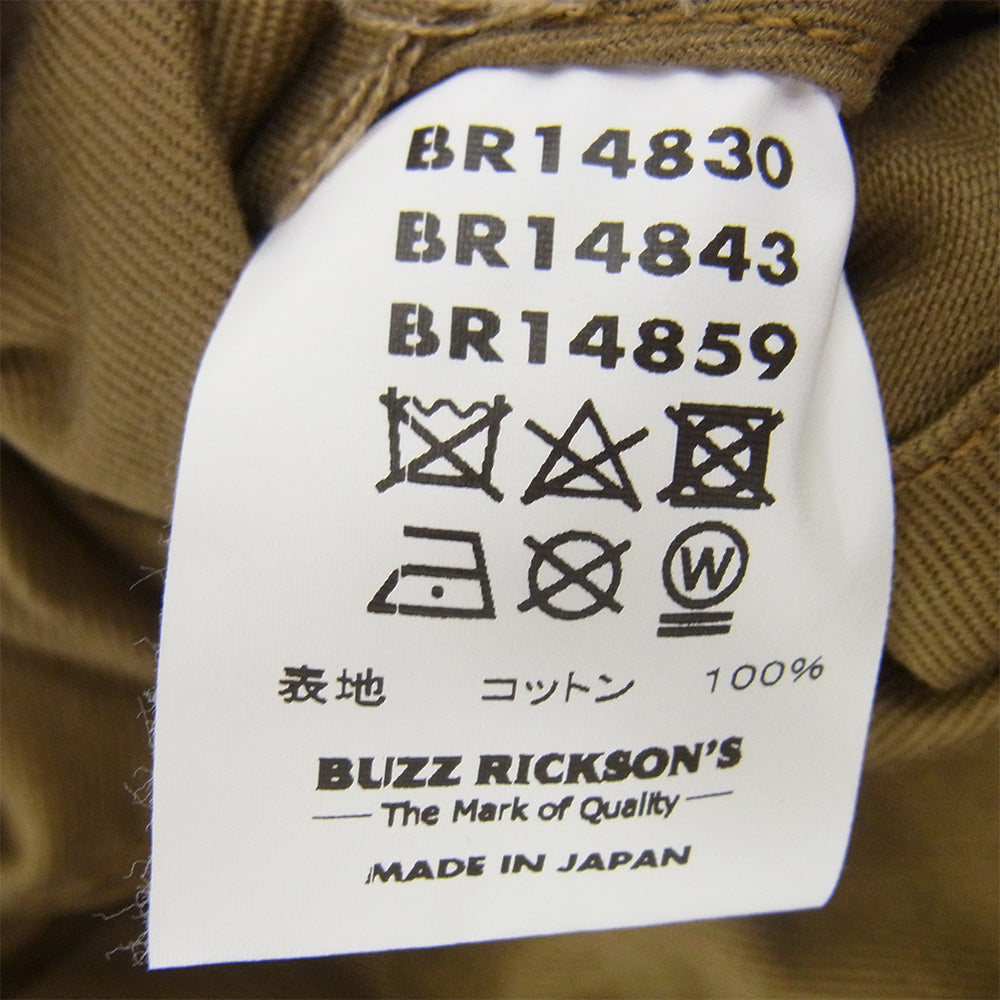 BR14830
BR14843
BR14859
W
表地 コットン 100%
BUZZ RICKSON'S
The Mark of Quality
MADE IN JAPAN